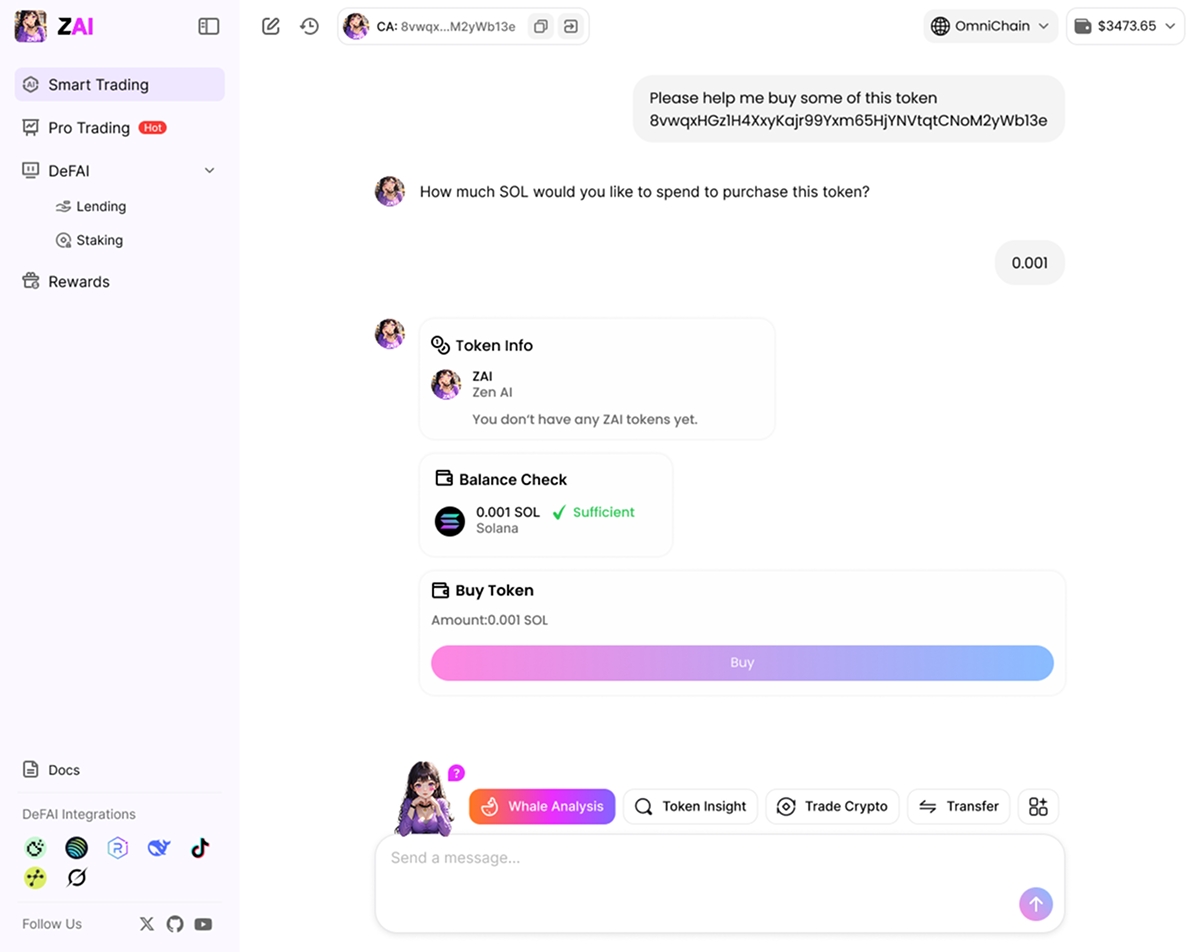 ZAI
CA: 8vwqx...M2yWb13e
OmniChain
$3473.65
Smart Trading
Pro Trading Hot
DeFAI
Lending
Staking
Rewards
Please help me buy some of this token
8vwqxHGz1H4XxyKajr99Yxm65HjYNVtqtCNoM2yWb13e
How much SOL would you like to spend to purchase this token?
0.001
Token Info
ZAI
Zen AI
You don't have any ZAI tokens yet.
Balance Check
0.001 SOL Sufficient
Solana
Buy Token
Amount:0.001 SOL
Buy
Docs
DeFAI Integrations
Follow Us
?
Whale Analysis
Token Insight
Trade Crypto
Transfer
Send a message...